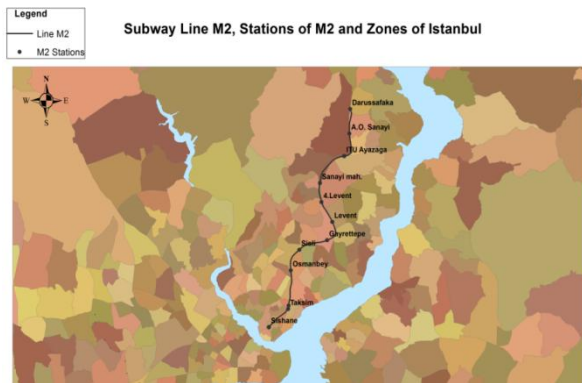 Legend
Line M2
M2 Stations
Subway Line M2, Stations of M2 and Zones of Istanbul
N
W E
S
Darussafaka
A.O. Sanayi
ITU Ayazaga
Sanayi mah.
4.Levent
Levent
Gayrettepe
Sisli
Osmanbey
Taksim
Sishane